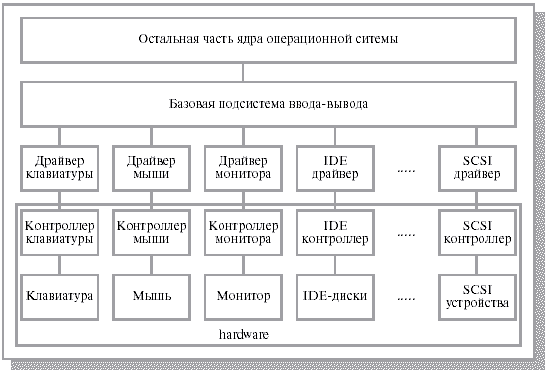 Остальная часть ядра операционной ситемы
Базовая подсистема ввода-вывода
Драйвер
клавиатуры
Драйвер
мыши
Драйвер
монитора
IDE
драйвер
.....
SCSI
драйвер
Контроллер
клавиатуры
Контроллер
мыши
Контроллер
монитора
IDE
контроллер
.....
SCSI
контроллер
Клавиатура
Мышь
Монитор
IDE-диски
.....
SCSI
устройства
hardware